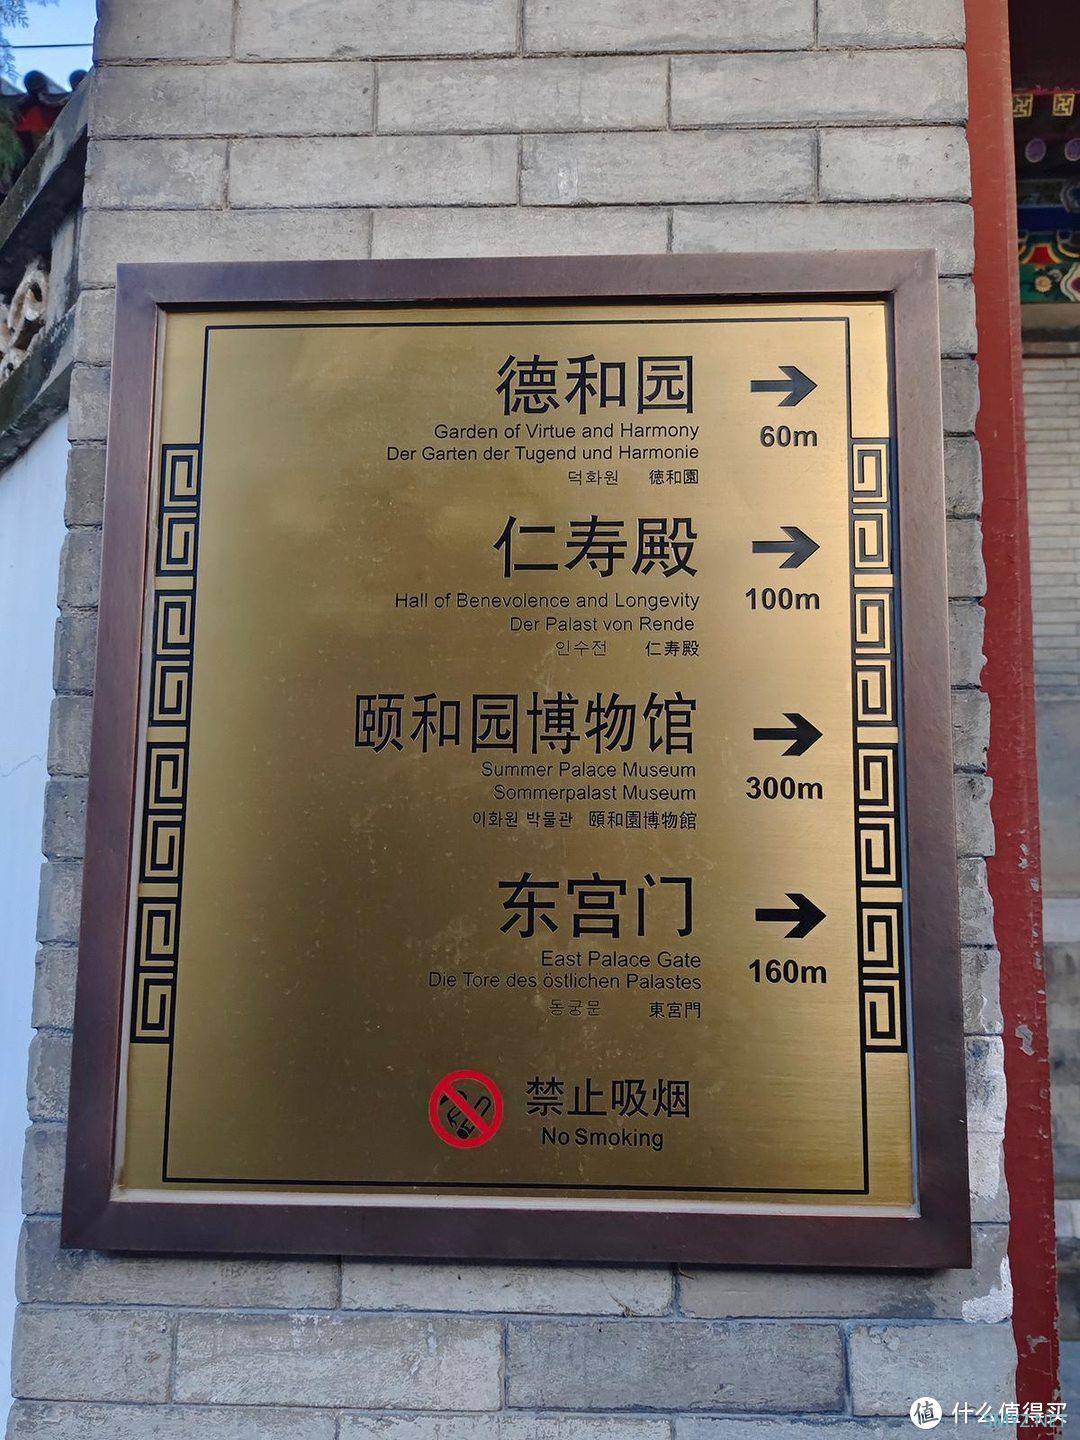 德和园
60m
Garden of Virtue and Harmony
Der Garten der Tugend und Harmonie
덕화원 徳和園
仁寿殿
100m
Hall of Benevolence and Longevity
Der Palast von Rende
인수전 仁寿殿
颐和园博物馆
300m
Summer Palace Museum
Sommerpalast Museum
이화원 박물관 頤和園博物館
东宫门
160m
East Palace Gate
Die Tore des östlichen Palastes
동궁문 東宮門
禁止吸烟
No Smoking
值 什么值得买